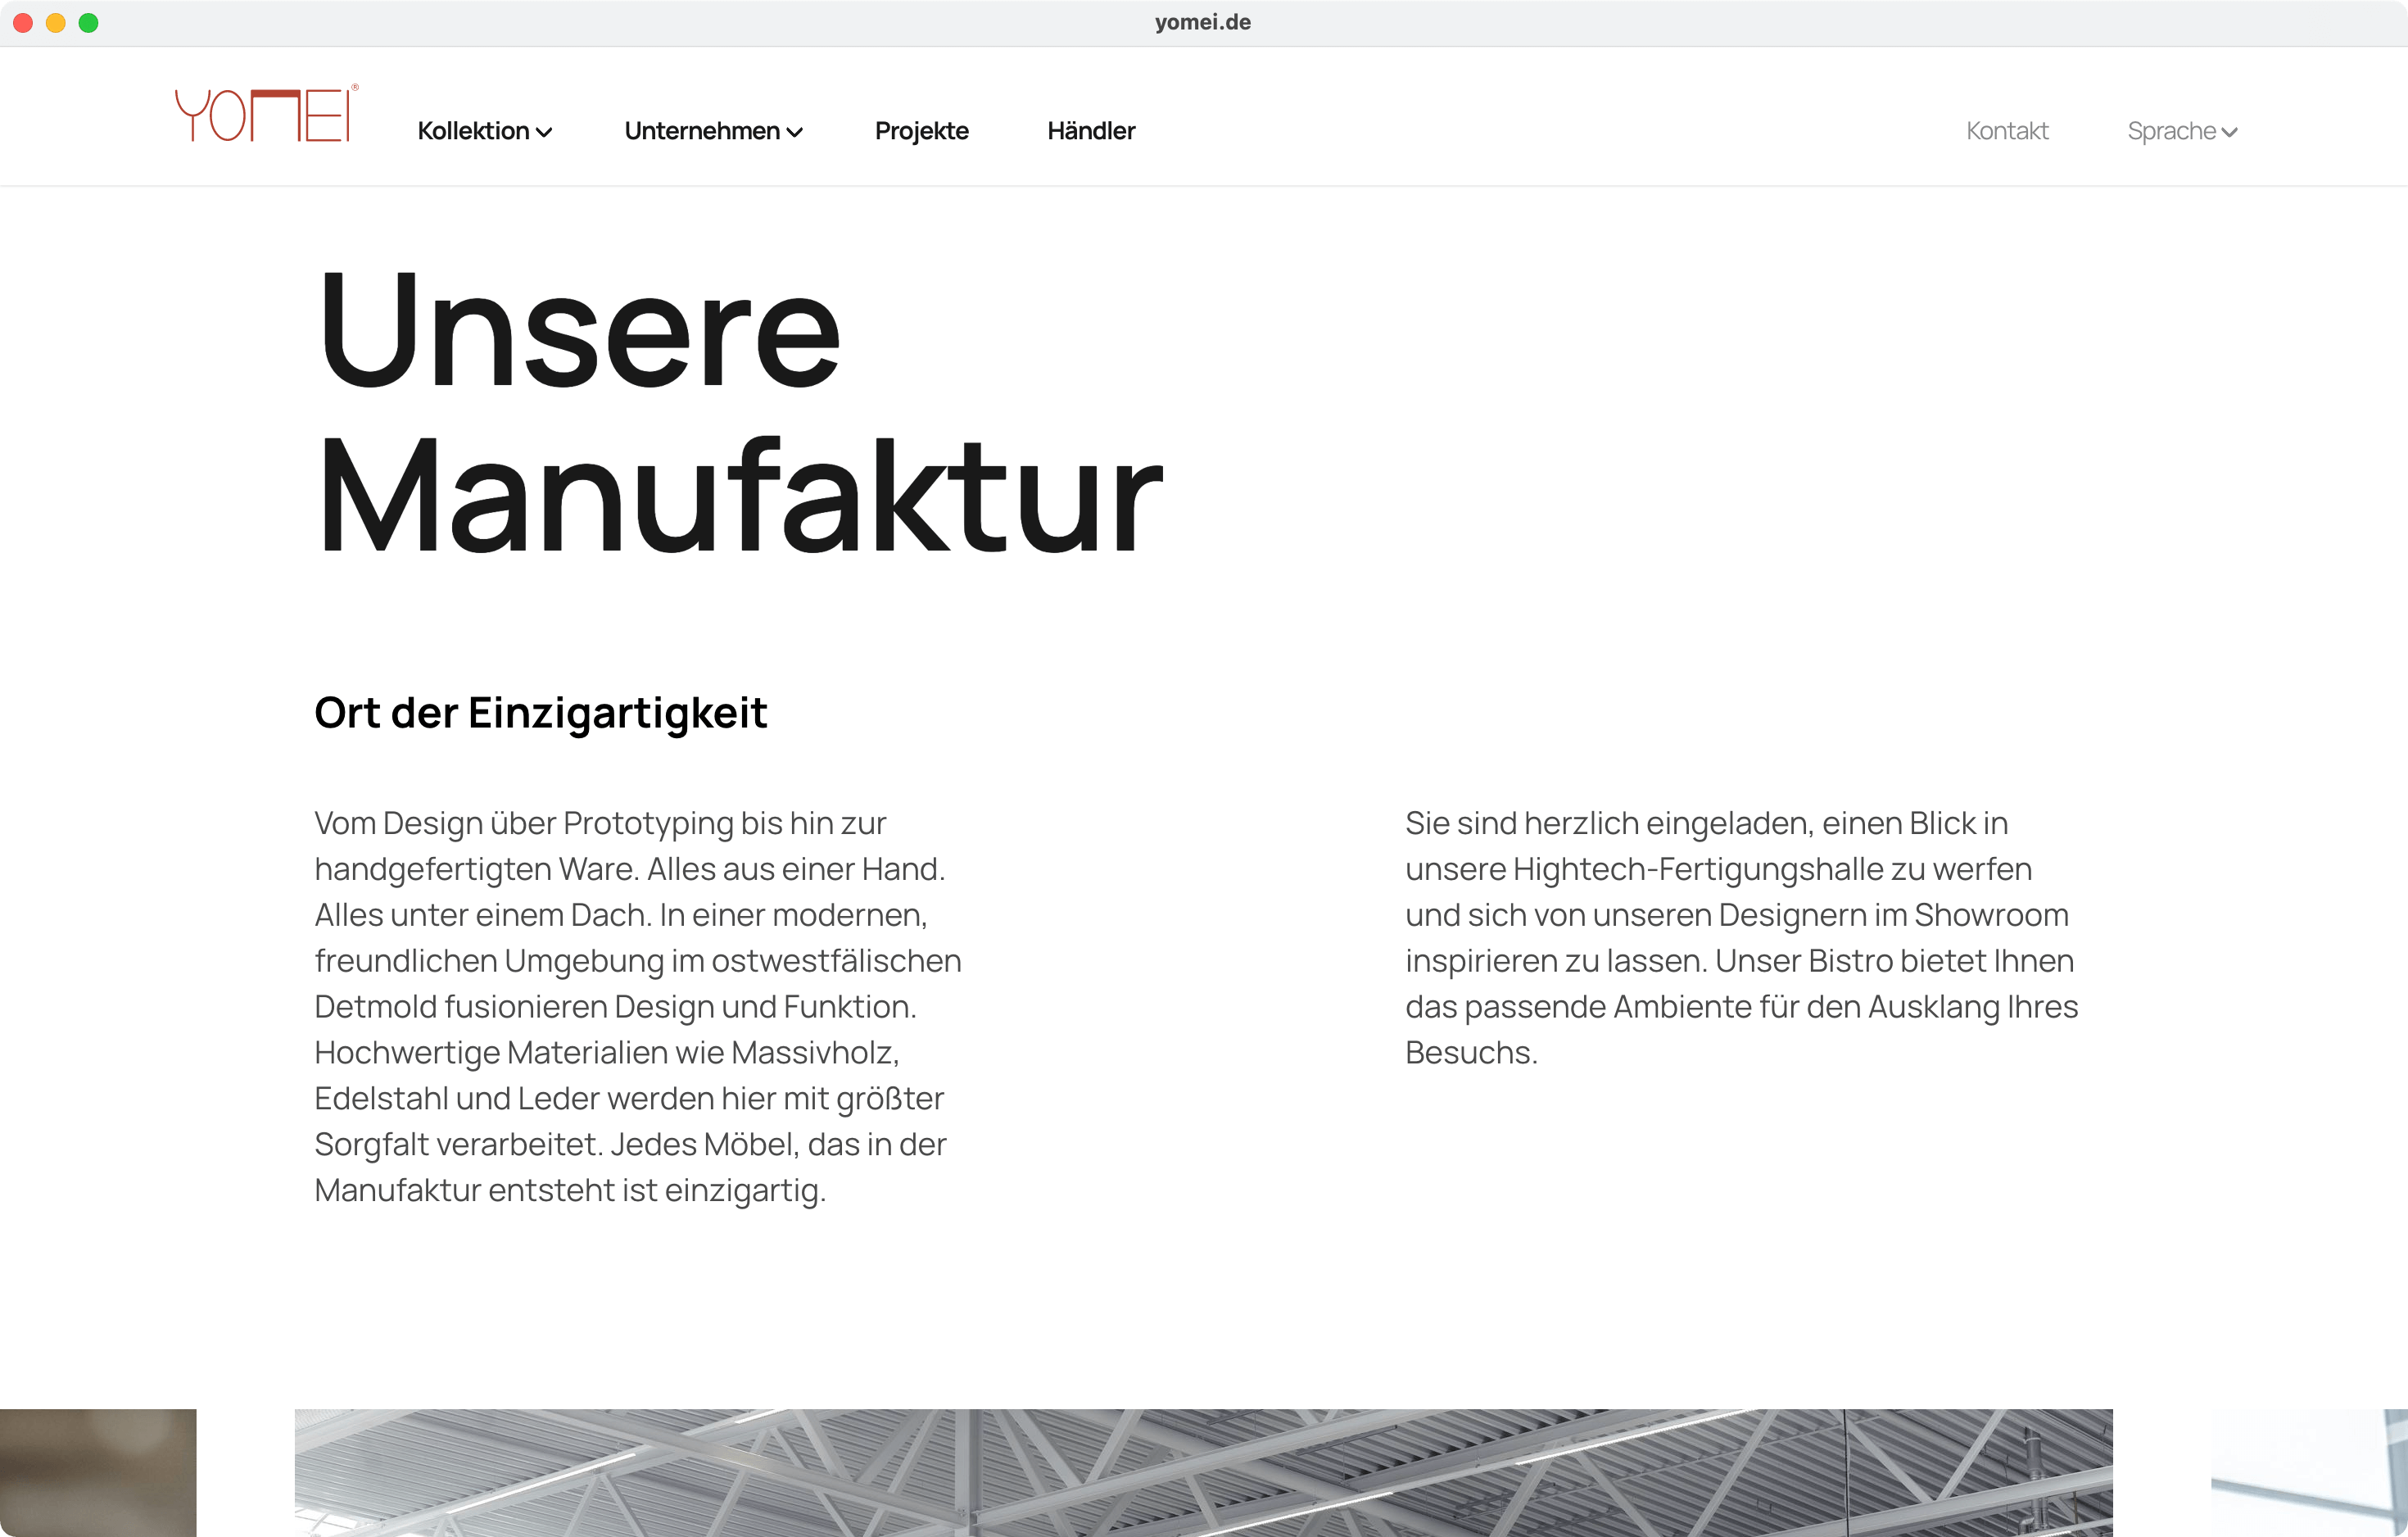 yomei.de
YOMEI®
Kollektion
Unternehmen
Projekte
Händler
Kontakt
Sprache
Unsere
Manufaktur
Ort der Einzigartigkeit
Vom Design über Prototyping bis hin zur
handgefertigten Ware. Alles aus einer Hand.
Alles unter einem Dach. In einer modernen,
freundlichen Umgebung im ostwestfälischen
Detmold fusionieren Design und Funktion.
Hochwertige Materialien wie Massivholz,
Edelstahl und Leder werden hier mit größter
Sorgfalt verarbeitet. Jedes Möbel, das in der
Manufaktur entsteht ist einzigartig.
Sie sind herzlich eingeladen, einen Blick in
unsere Hightech-Fertigungshalle zu werfen
und sich von unseren Designern im Showroom
inspirieren zu lassen. Unser Bistro bietet Ihnen
das passende Ambiente für den Ausklang Ihres
Besuchs.